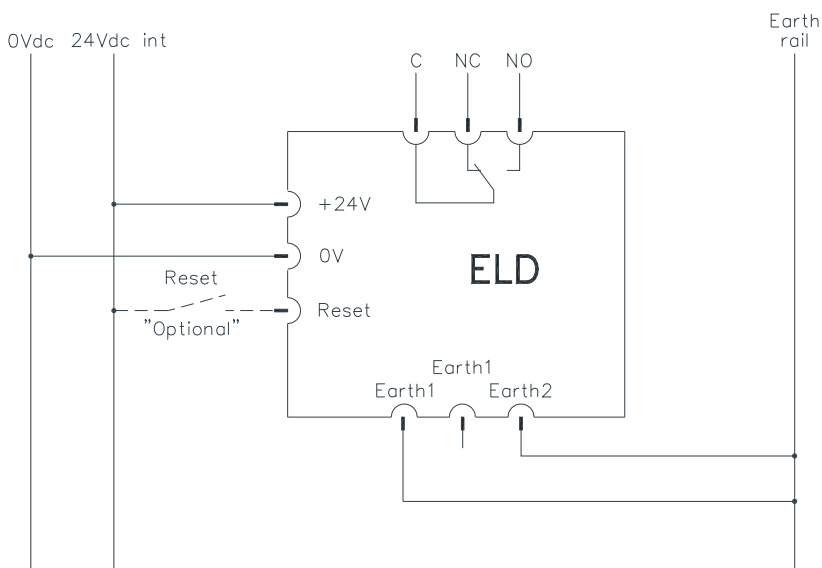 Earth
rail
0Vdc 24Vdc int
C NC NO
+24V
0V
ELD
Reset
Reset
"Optional"
Earth1
Earth1 Earth2